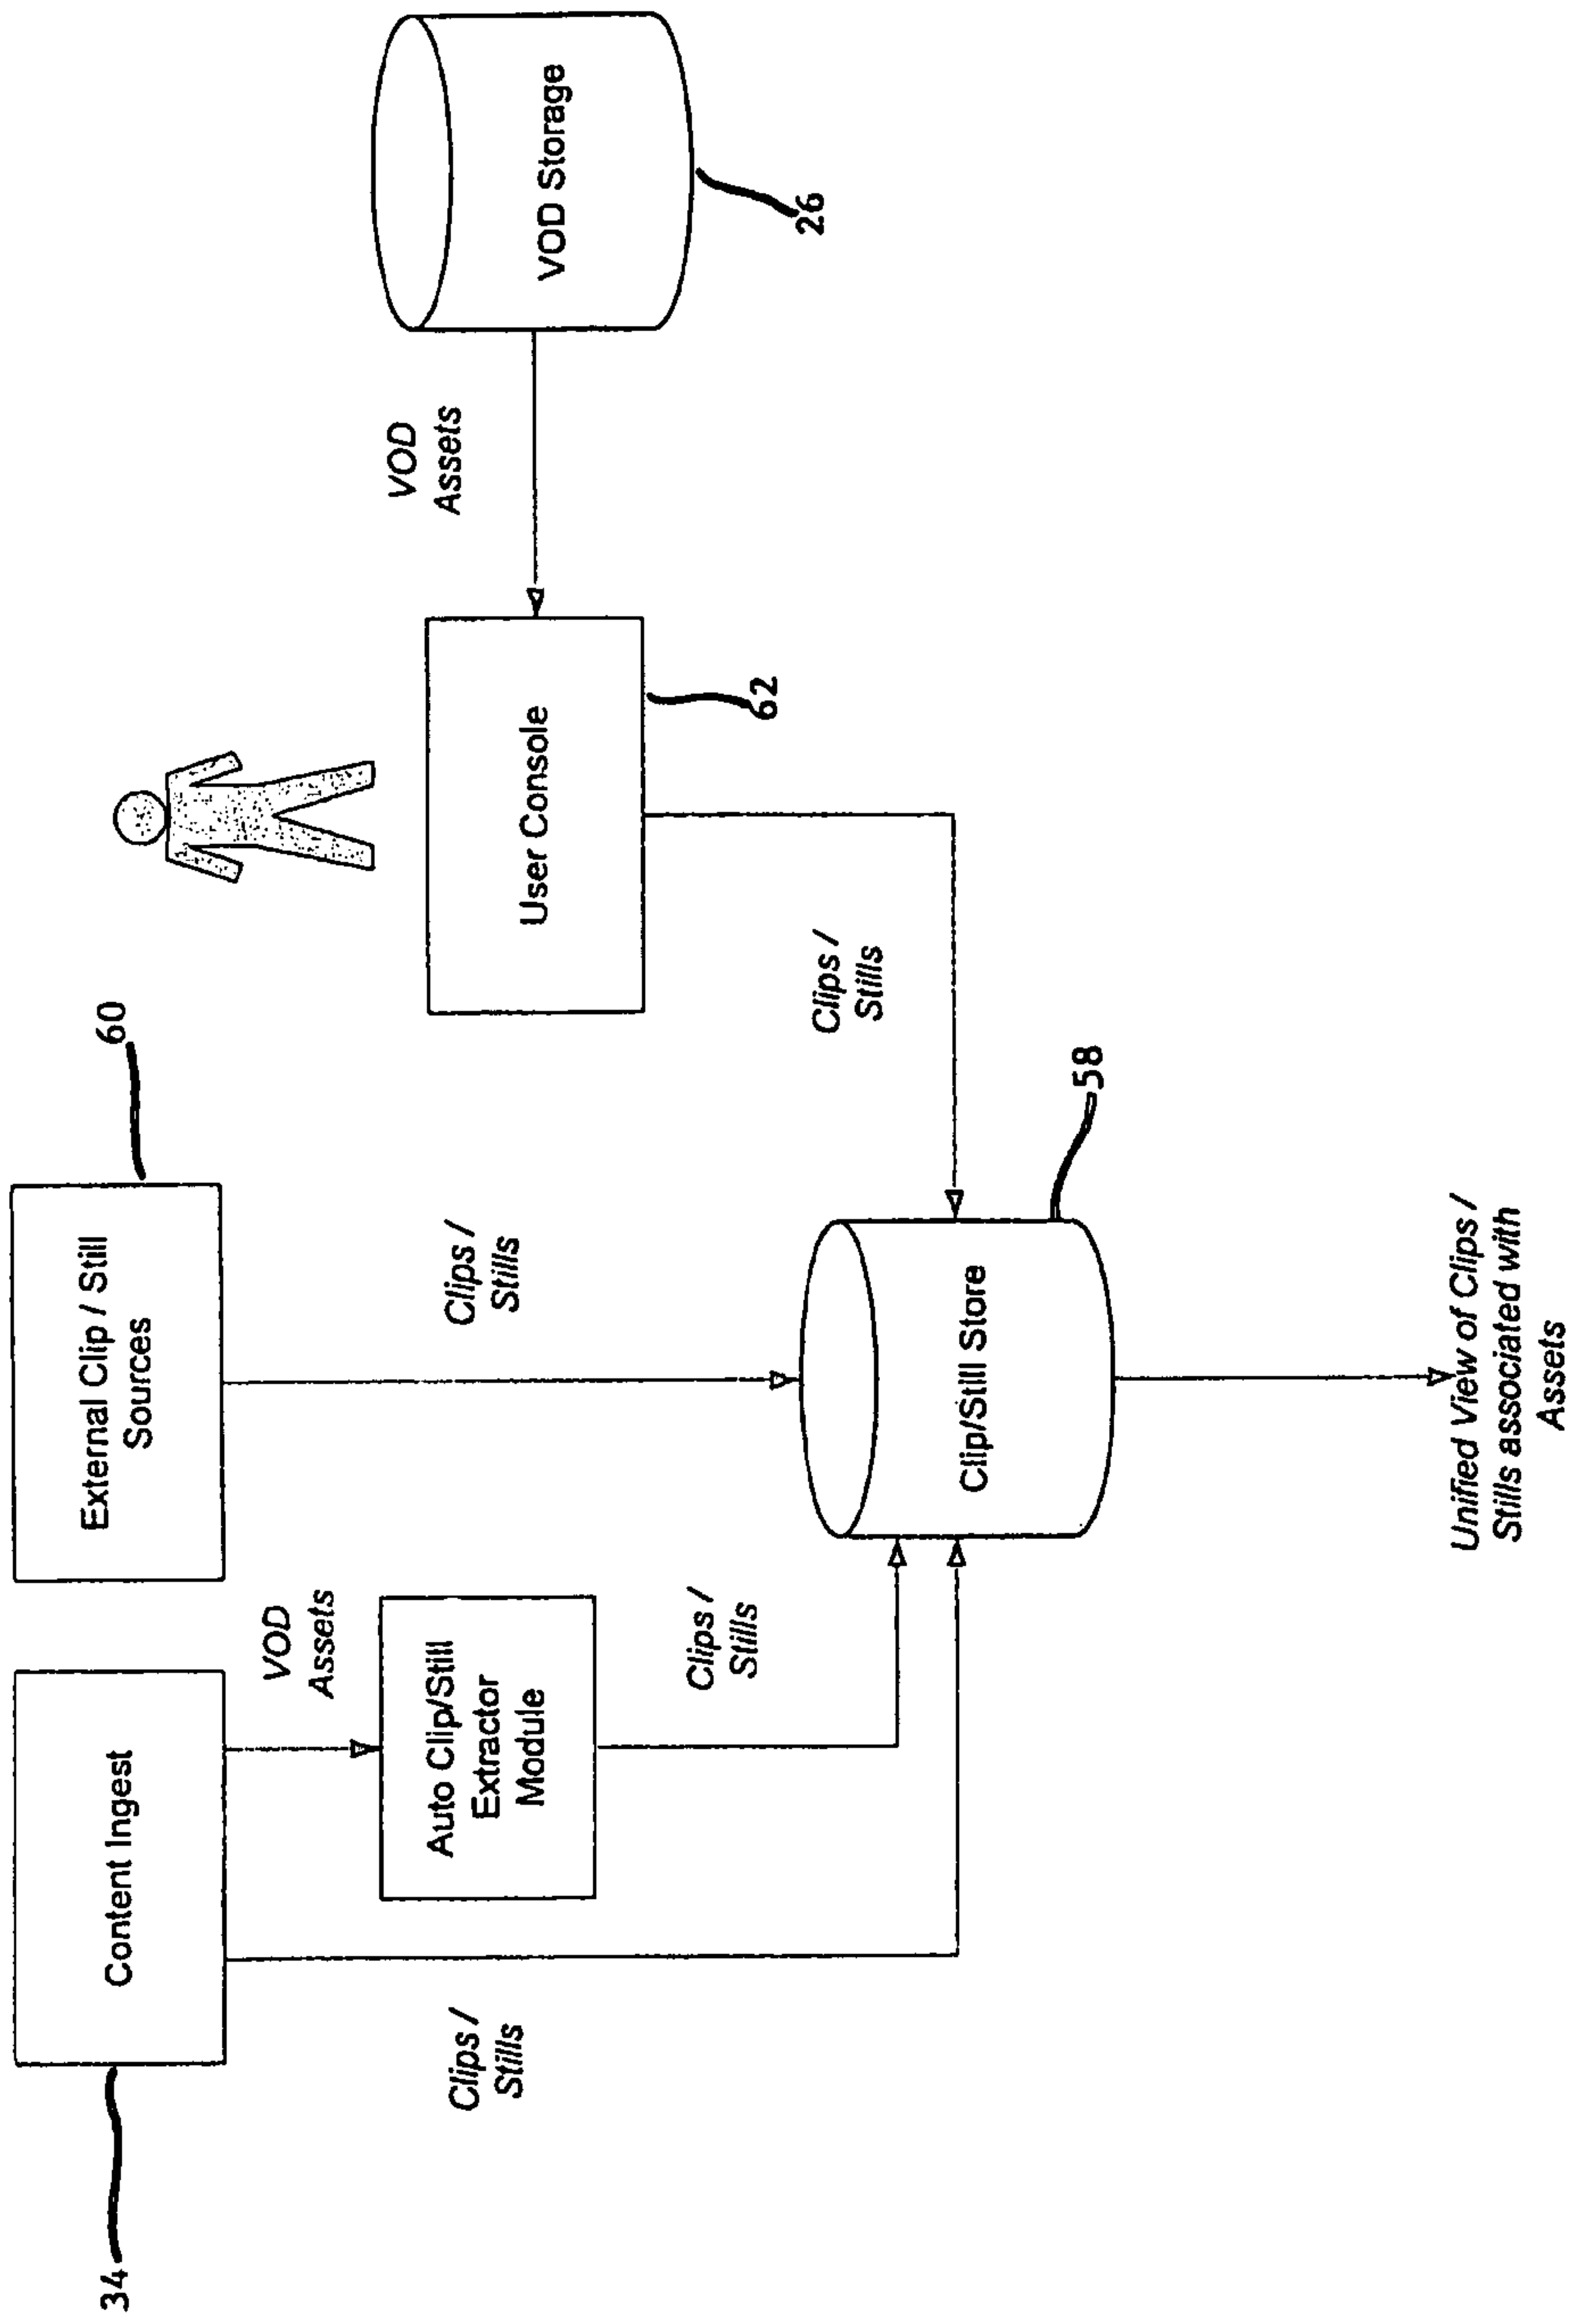 34
Content Ingest
External Clip / Still
Sources
60
VOD
Assets
Auto Clip/Still
Extractor
Module
Clips /
Stills
Clips /
Stills
Clips /
Stills
User Console
62
VOD
Assets
VOD Storage
26
Clips /
Stills
Clip/Still Store
58
Unified View of Clips /
Stills associated with
Assets